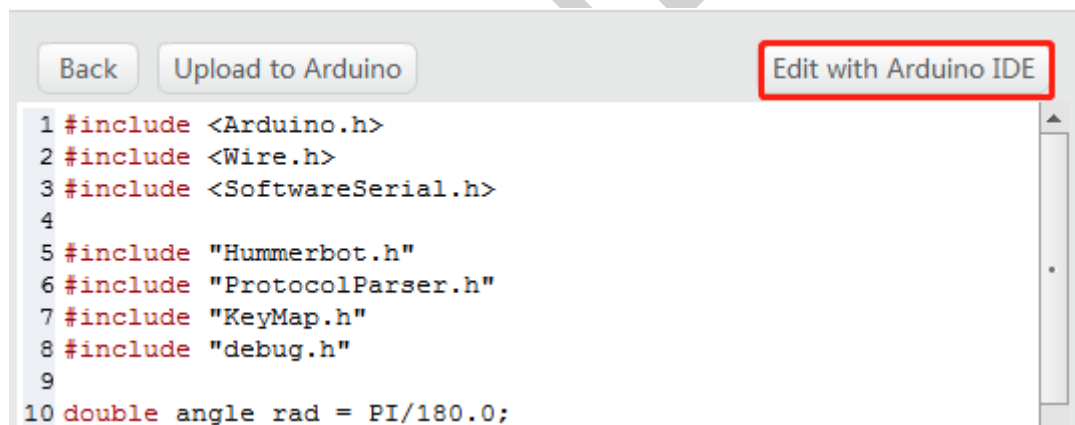 Back Upload to Arduino Edit with Arduino IDE
1 #include <Arduino.h>
2 #include <Wire.h>
3 #include <SoftwareSerial.h>
4
5 #include "Hummerbot.h"
6 #include "ProtocolParser.h"
7 #include "KeyMap.h"
8 #include "debug.h"
9
10 double angle rad = PI/180.0;